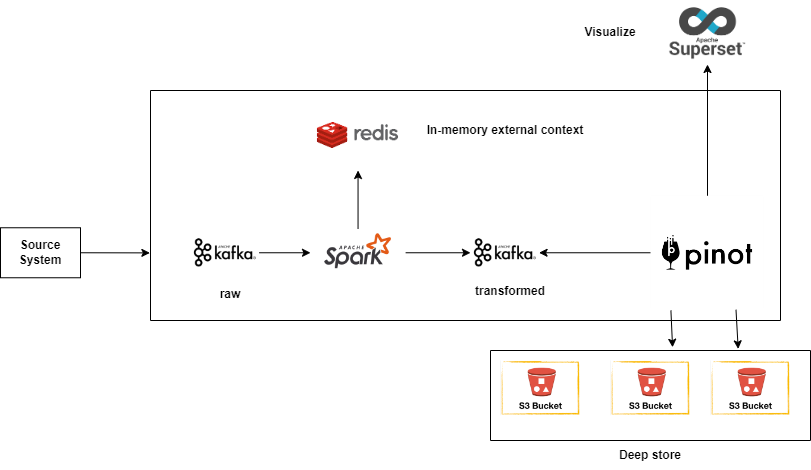 Visualize
Apache
Superset
redis
In-memory external context
Source
System
APACHE
kafka
raw
APACHE
Spark
APACHE
kafka
transformed
pinot
S3 Bucket
S3 Bucket
S3 Bucket
Deep store